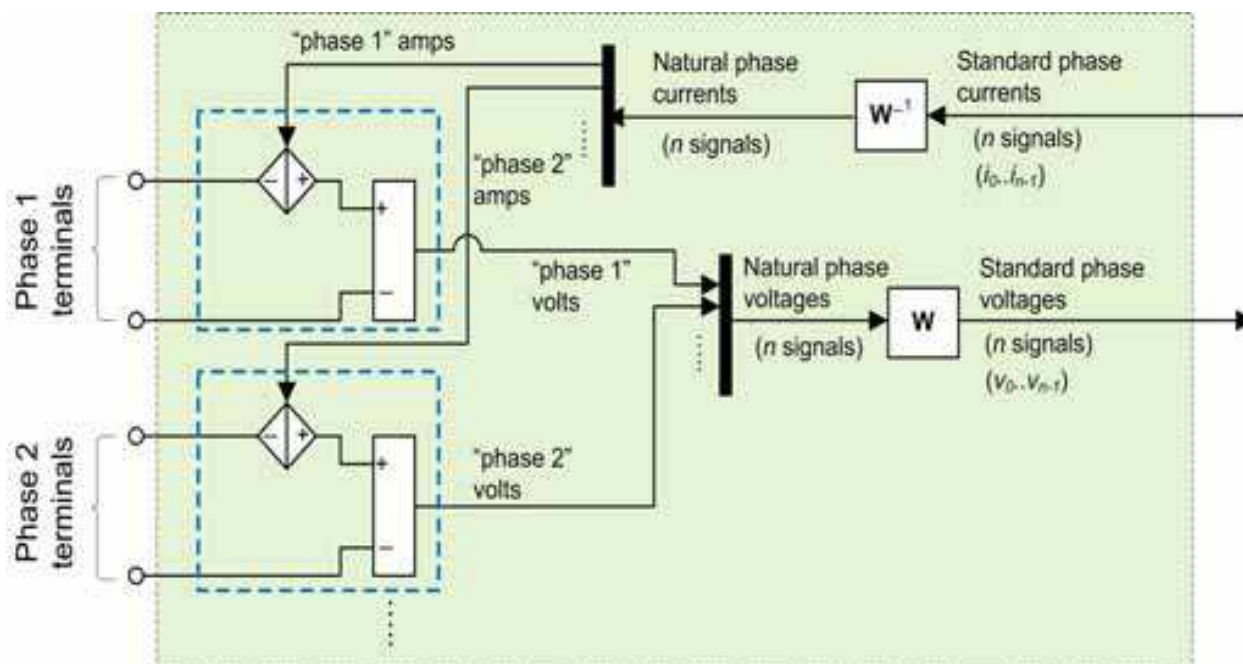 "phase 1" amps
Natural phase
currents
(n signals)
W⁻¹
Standard phase
currents
(n signals)
(i₀..iₙ₋₁)
Phase 1
terminals
– +
+
–
"phase 2"
amps
"phase 1"
volts
Natural phase
voltages
(n signals)
W
Standard phase
voltages
(n signals)
(v₀..vₙ₋₁)
Phase 2
terminals
– +
+
–
"phase 2"
volts